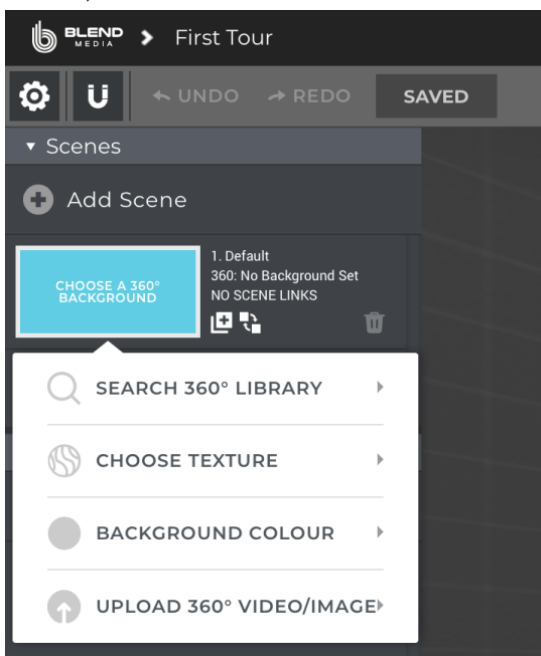 BLEND
MEDIA
First Tour
UNDO
REDO
SAVED
Scenes
Add Scene
CHOOSE A 360°
BACKGROUND
1. Default
360: No Background Set
NO SCENE LINKS
SEARCH 360° LIBRARY
CHOOSE TEXTURE
BACKGROUND COLOUR
UPLOAD 360° VIDEO/IMAGE